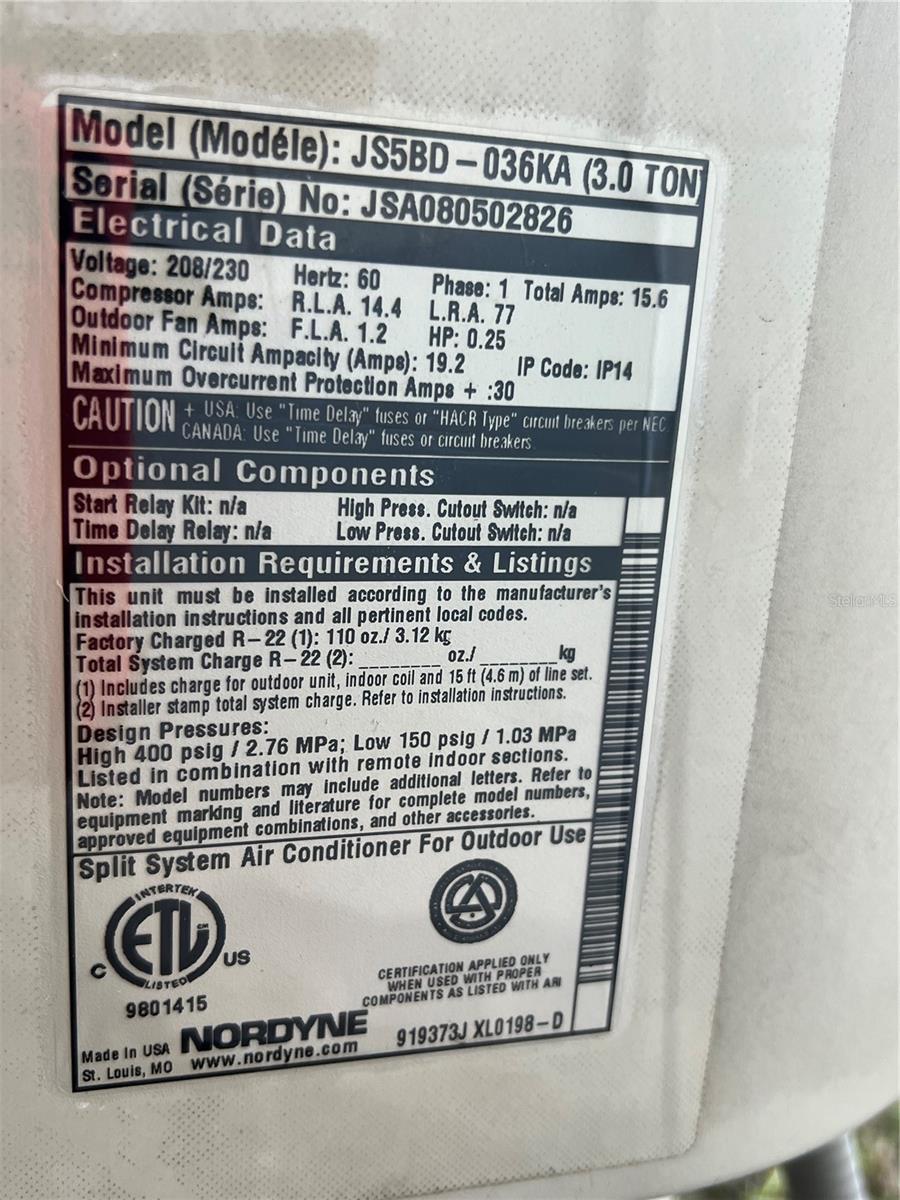 Model (Modéle): JS5BD-036KA (3.0 TON)
Serial (Série) No: JSA080502826
Electrical Data
Voltage: 208/230 Hertz: 60 Phase: 1 Total Amps: 15.6
Compressor Amps: R.L.A. 14.4 L.R.A. 77
Outdoor Fan Amps: F.L.A. 1.2 HP: 0.25
Minimum Circuit Ampacity (Amps): 19.2 IP Code: IP14
Maximum Overcurrent Protection Amps + :30
CAUTION + USA: Use "Time Delay" fuses or "HACR Type" circuit breakers per NEC.
CANADA: Use "Time Delay" fuses or circuit breakers.
Optional Components
Start Relay Kit: n/a High Press. Cutout Switch: n/a
Time Delay Relay: n/a Low Press. Cutout Switch: n/a
Installation Requirements & Listings
This unit must be installed according to the manufacturer's
installation instructions and all pertinent local codes.
Factory Charged R-22 (1): 110 oz./ 3.12 kg
Total System Charge R-22 (2): ________ oz./ ________kg
(1) Includes charge for outdoor unit, indoor coil and 15 ft (4.6 m) of line set.
(2) Installer stamp total system charge. Refer to installation instructions.
Design Pressures:
High 400 psig / 2.76 MPa; Low 150 psig / 1.03 MPa
Listed in combination with remote indoor sections.
Note: Model numbers may include additional letters. Refer to
equipment marking and literature for complete model numbers,
approved equipment combinations, and other accessories.
Split System Air Conditioner For Outdoor Use
INTERTEK
ETL CM
LISTED
C US
9801415
CERTIFICATION APPLIED ONLY
WHEN USED WITH PROPER
COMPONENTS AS LISTED WITH ARI
Made in USA NORDYNE 919373J XL0198-D
St. Louis, MO www.nordyne.com
StellarMLS